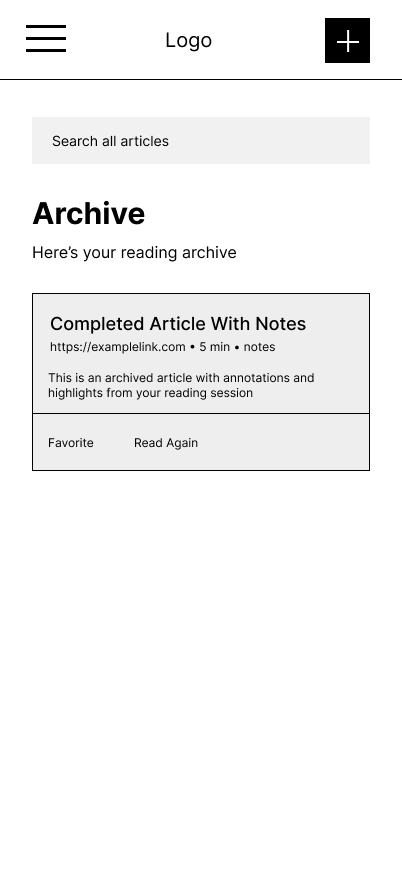 Logo
Search all articles
Archive
Here’s your reading archive
Completed Article With Notes
https://examplelink.com • 5 min • notes
This is an archived article with annotations and
highlights from your reading session
Favorite
Read Again